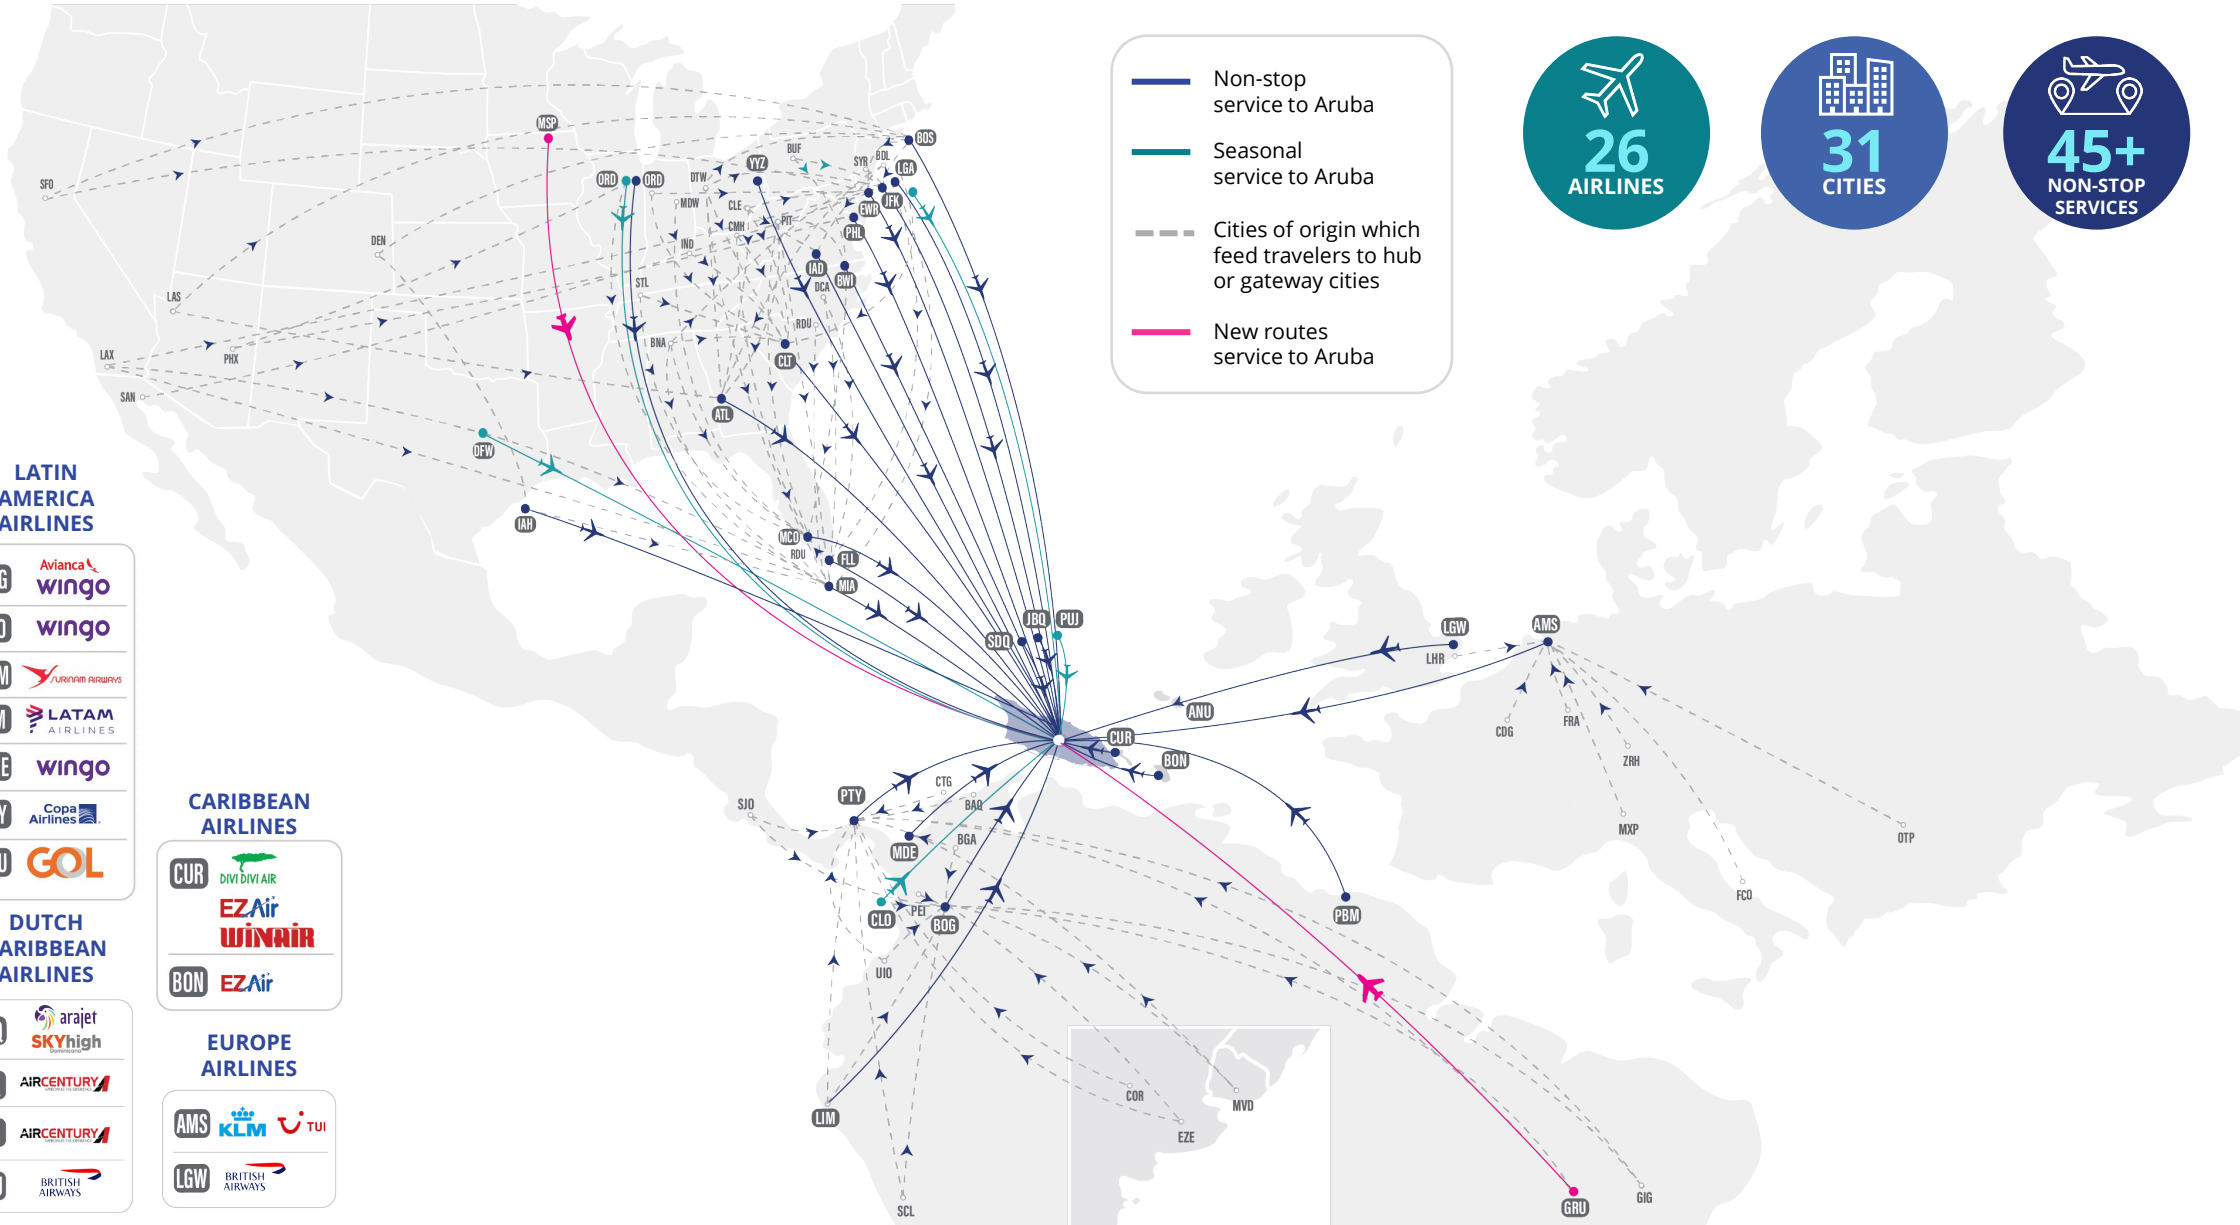 Non-stop
service to Aruba
Seasonal
service to Aruba
Cities of origin which
feed travelers to hub
or gateway cities
New routes
service to Aruba
26
AIRLINES
31
CITIES
45+
NON-STOP
SERVICES
MSP
BOS
BUF
SYR
BDL
LGA
YYZ
ORD
ORD
DTW
MDW
CLE
CMH
PIT
EWR
JFK
PHL
IND
IAD
BWI
DCA
STL
RDU
BNA
CLT
ATL
SFO
DEN
LAS
LAX
PHX
SAN
DFW
IAH
MCO
RDU
FLL
MIA
SDQ
JBQ
PUJ
LGW
LHR
AMS
ANU
CUR
BON
CDG
FRA
ZRH
MXP
FCO
OTP
SJO
PTY
CTG
BAQ
MDE
BGA
CLO
PEI
BOG
PBM
UIO
LIM
COR
MVD
EZE
SCL
GRU
GIG
LATIN
AMERICA
AIRLINES
G
Avianca
wingo
wingo
M
SURINAM AIRWAYS
M
LATAM
AIRLINES
E
wingo
Y
Copa
Airlines
U
GOL
DUTCH
ARIBBEAN
AIRLINES
arajet
SKYhigh
Dominicana
AIRCENTURY
AIRCENTURY
BRITISH
AIRWAYS
CARIBBEAN
AIRLINES
CUR
DIVI DIVI AIR
EZAir
WINAIR
BON
EZAir
EUROPE
AIRLINES
AMS
KLM
TUI
LGW
BRITISH
AIRWAYS